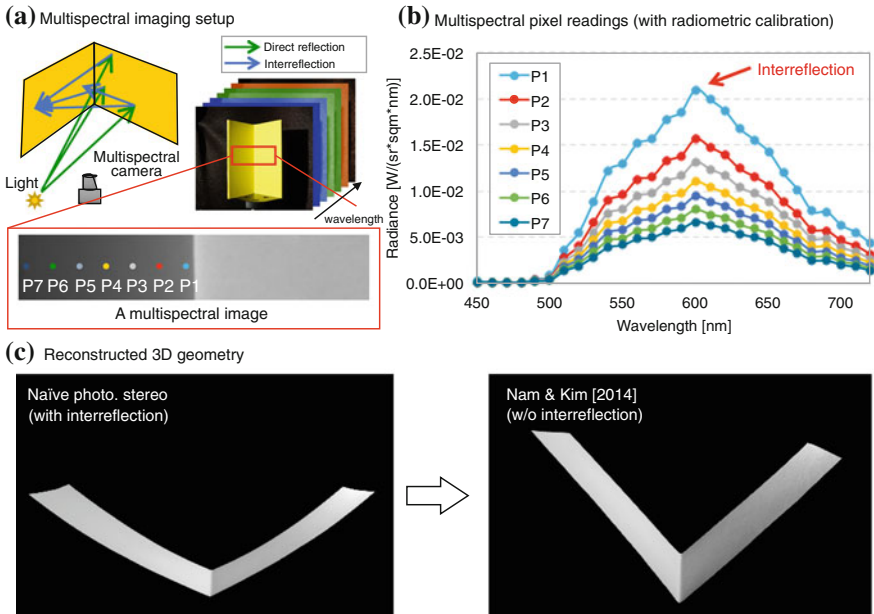 (a) Multispectral imaging setup
Direct reflection
Interreflection
Multispectral
camera
Light
wavelength
P7 P6 P5 P4 P3 P2 P1
A multispectral image
(b) Multispectral pixel readings (with radiometric calibration)
2.5E-02
2.0E-02
1.5E-02
1.0E-02
5.0E-03
0.0E+00
Radiance [W/(sr*sqm*nm)]
P1
P2
P3
P4
P5
P6
P7
Interreflection
450 500 550 600 650 700
Wavelength [nm]
(c) Reconstructed 3D geometry
Naïve photo. stereo
(with interreflection)
Nam & Kim [2014]
(w/o interreflection)